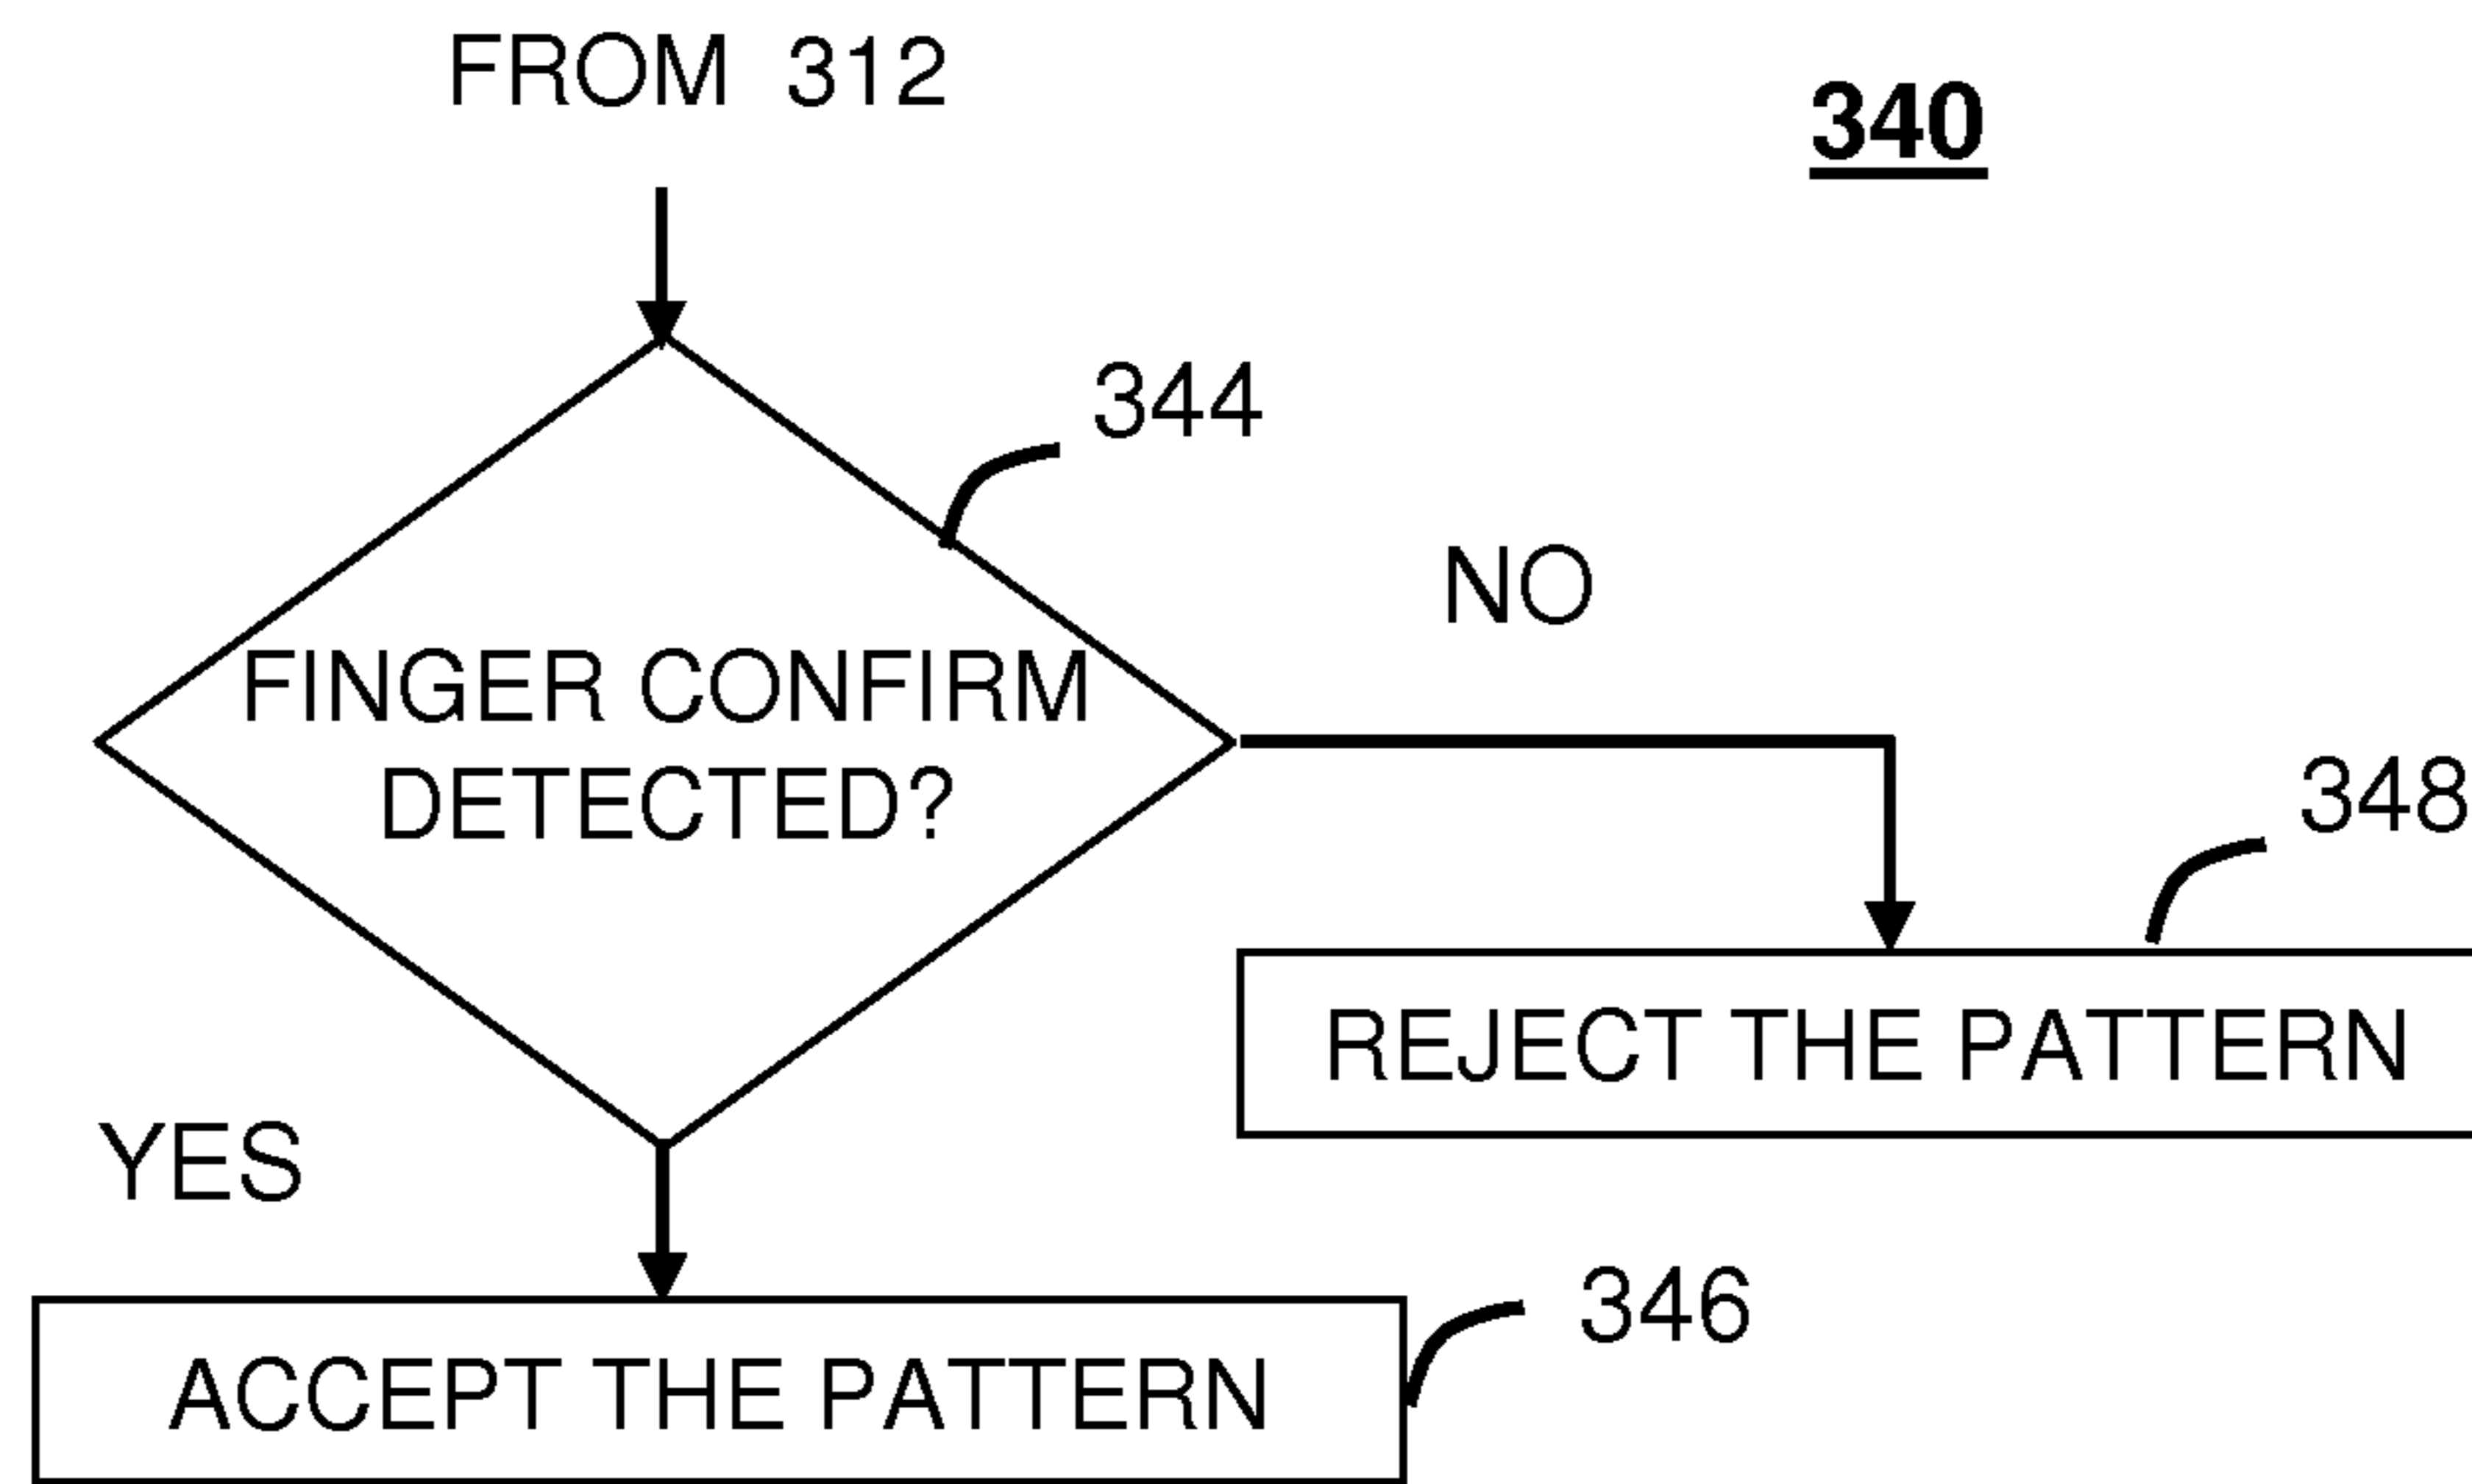 FROM 312
340
344
NO
FINGER CONFIRM
DETECTED?
348
REJECT THE PATTERN
YES
346
ACCEPT THE PATTERN